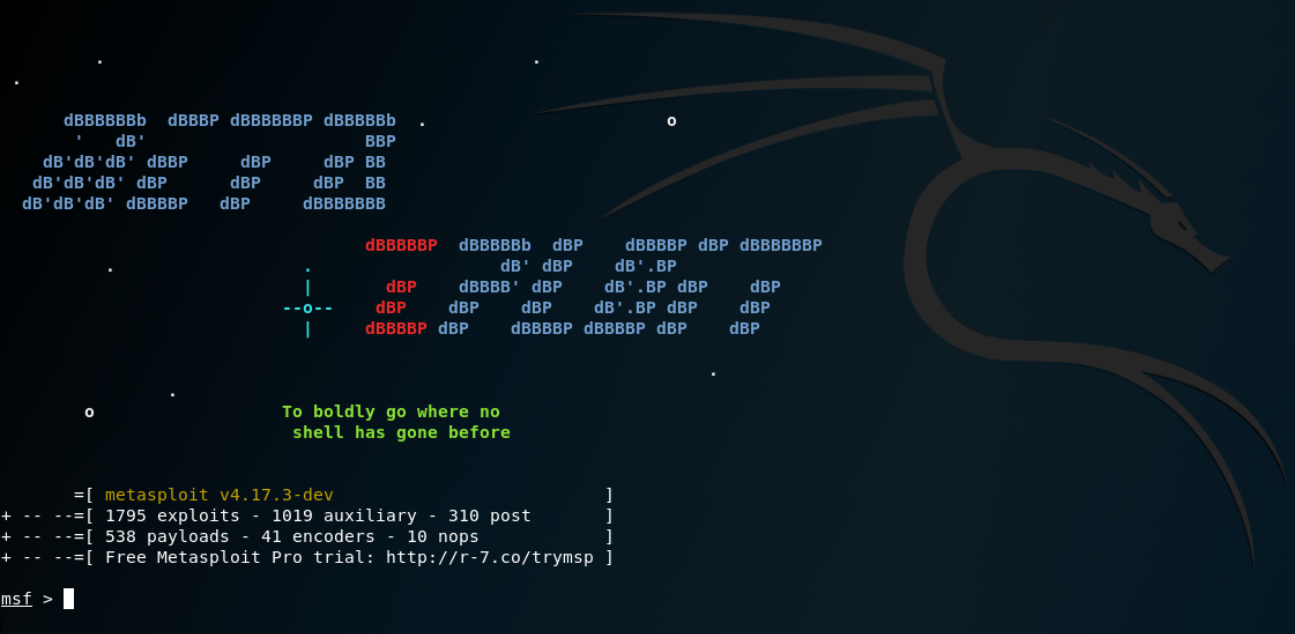 .
.                   .
dBBBBBBb  dBBBP dBBBBBBP dBBBBBb  .                       o
 '   dB'                     BBP
dB'dB'dB' dBBP     dBP     dBP BB
dB'dB'dB' dBP      dBP     dBP  BB
dB'dB'dB' dBBBBP   dBP     dBBBBBBB
dBBBBBP  dBBBBBb  dBP    dBBBBP dBP dBBBBBBP
.                   .                  dB' dBP    dB'.BP
|       dBP    dBBBB' dBP    dB'.BP dBP    dBP
--o--    dBP    dBP    dBP    dB'.BP dBP    dBP
|     dBBBBP dBP    dBBBBP dBBBBP dBP    dBP
.
.
o                  To boldly go where no
shell has gone before
=[ metasploit v4.17.3-dev                          ]
+ -- --=[ 1795 exploits - 1019 auxiliary - 310 post       ]
+ -- --=[ 538 payloads - 41 encoders - 10 nops            ]
+ -- --=[ Free Metasploit Pro trial: http://r-7.co/trymsp ]
msf >